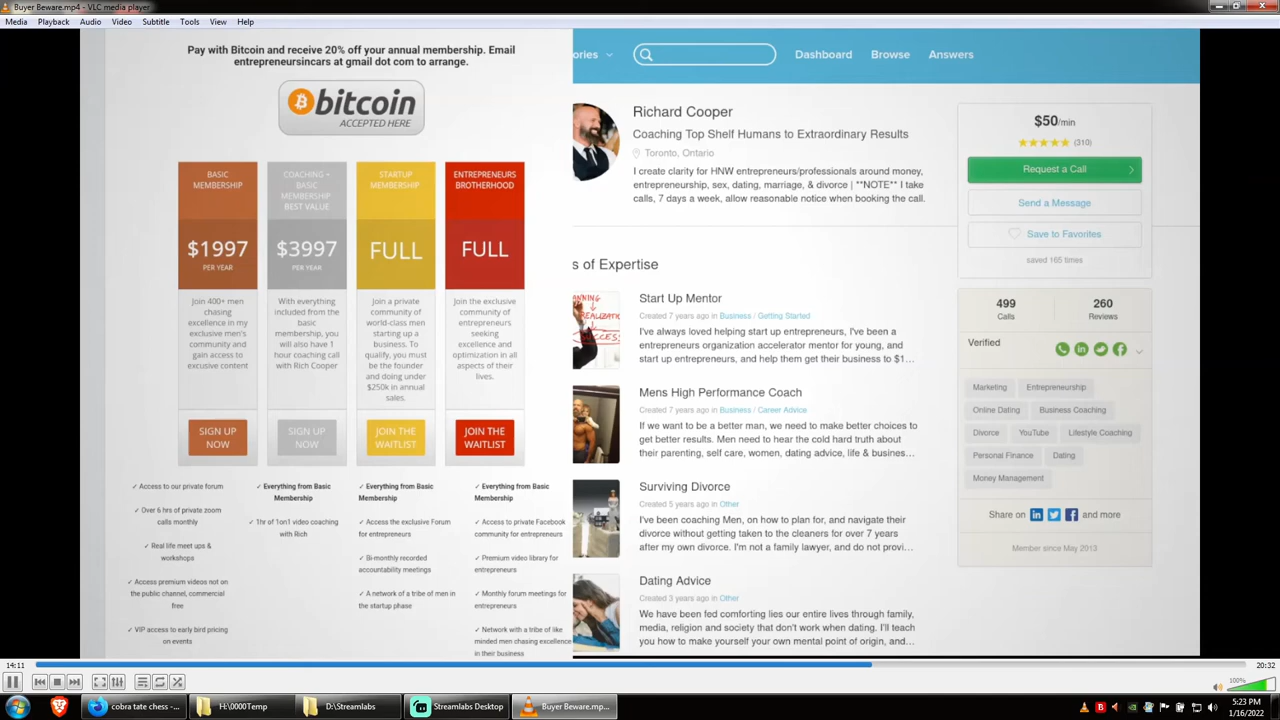 Buyer Beware.mp4 - VLC media player
Media Playback Audio Video Subtitle Tools View Help
Pay with Bitcoin and receive 20% off your annual membership. Email
entrepreneursincars at gmail dot com to arrange.
bitcoin
ACCEPTED HERE
BASIC
MEMBERSHIP
$1997
PER YEAR
Join 400+ men
chasing
excellence in my
exclusive men's
community and
gain access to
excusive content
SIGN UP
NOW
✓ Access to our private forum
✓ Over 6 hrs of private zoom
calls monthly
✓ Real life meet ups &
workshops
✓ Access premium videos not on
the public channel, commercial
free
✓ VIP access to early bird pricing
on events
COACHING +
BASIC
MEMBERSHIP
BEST VALUE
$3997
PER YEAR
With everything
included from the
basic
membership, you
will also have 1
hour coaching call
with Rich Cooper
SIGN UP
NOW
✓ Everything from Basic
Membership
✓ 1hr of 1on1 video coaching
with Rich
STARTUP
MEMBERSHIP
FULL
Join a private
community of
world-class men
starting up a
business. To
qualify, you must
be the founder
and doing under
$250k in annual
sales.
JOIN THE
WAITLIST
✓ Everything from Basic
Membership
✓ Access the exclusive Forum
for entrepreneurs
✓ Bi-monthly recorded
accountability meetings
✓ A network of a tribe of men in
the startup phase
ENTREPRENEURS
BROTHERHOOD
FULL
Join the exclusive
community of
entrepreneurs
seeking
excellence and
optimization in all
aspects of their
lives.
JOIN THE
WAITLIST
✓ Everything from Basic
Membership
✓ Access to private Facebook
community for entrepreneurs
✓ Premium video library for
entrepreneurs
✓ Monthly forum meetings for
entrepreneurs
✓ Network with a tribe of like
minded men chasing excellence
in their business
ories Dashboard Browse Answers
Richard Cooper
Coaching Top Shelf Humans to Extraordinary Results
Toronto, Ontario
I create clarity for HNW entrepreneurs/professionals around money,
entrepreneurship, sex, dating, marriage, & divorce | **NOTE** I take
calls, 7 days a week, allow reasonable notice when booking the call.
s of Expertise
Start Up Mentor
Created 7 years ago in Business / Getting Started
I've always loved helping start up entrepreneurs, I've been a
entrepreneurs organization accelerator mentor for young, and
start up entrepreneurs, and help them get their business to $1...
Mens High Performance Coach
Created 7 years ago in Business / Career Advice
If we want to be a better man, we need to make better choices to
get better results. Men need to hear the cold hard truth about
their parenting, self care, women, dating advice, life & busines...
Surviving Divorce
Created 5 years ago in Other
I've been coaching Men, on how to plan for, and navigate their
divorce without getting taken to the cleaners for over 7 years
after my own divorce. I'm not a family lawyer, and do not provi...
Dating Advice
Created 3 years ago in Other
We have been fed comforting lies our entire lives through family,
media, religion and society that don't work when dating. I'll teach
you how to make yourself your own mental point of origin, and...
$50/min
(310)
Request a Call
Send a Message
Save to Favorites
saved 165 times
499 260
Calls Reviews
Verified
Marketing Entrepreneurship
Online Dating Business Coaching
Divorce YouTube Lifestyle Coaching
Personal Finance Dating
Money Management
Share on and more
Member since May 2013
14:11 20:32
100%
cobra tate chess -... H:\0000Temp D:\Streamlabs Streamlabs Desktop Buyer Beware.mp...
5:23 PM
1/16/2022